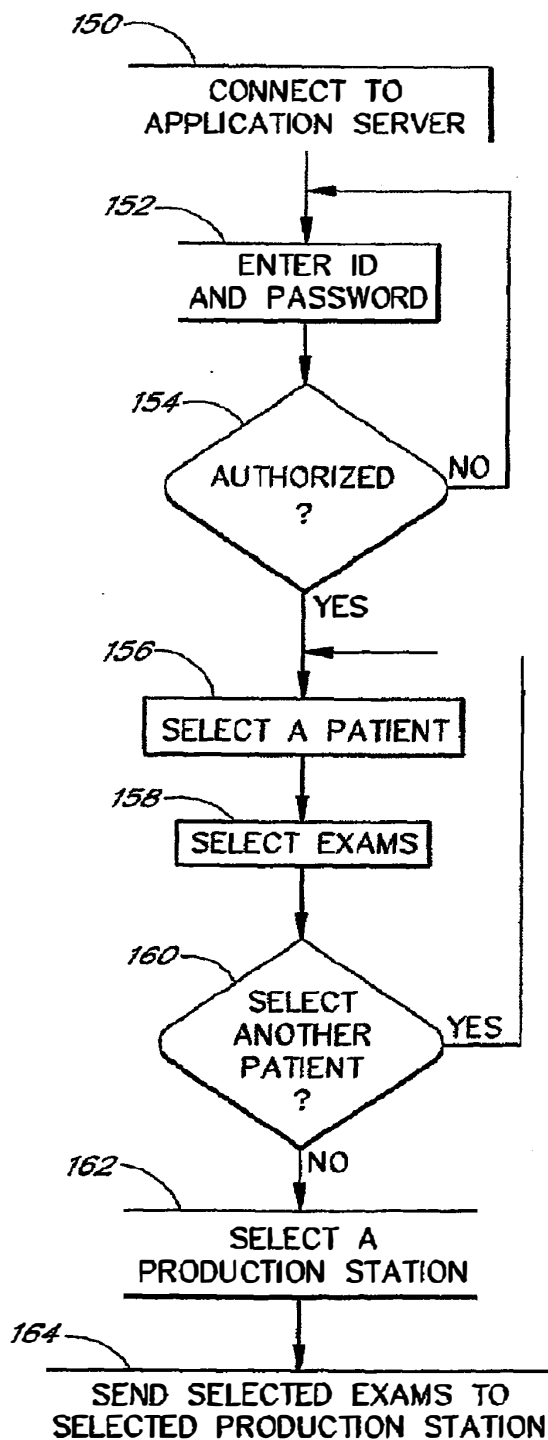 150
CONNECT TO
APPLICATION SERVER
152
ENTER ID
AND PASSWORD
154
AUTHORIZED
?
NO
YES
156
SELECT A PATIENT
158
SELECT EXAMS
160
SELECT
ANOTHER
PATIENT
?
YES
NO
162
SELECT A
PRODUCTION STATION
164
SEND SELECTED EXAMS TO
SELECTED PRODUCTION STATION